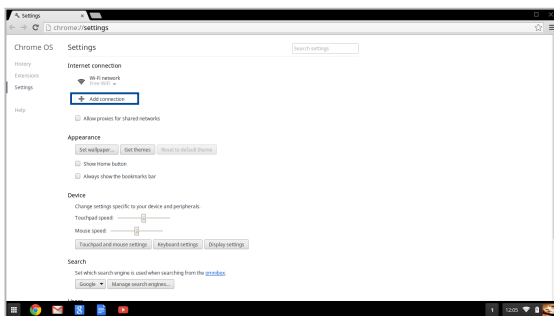 Settings
chrome://settings
Chrome OS
Settings
Search settings
History
Extensions
Settings
Help
Internet connection
Wi-Fi network
Free WiFi
Add connection
Allow proxies for shared networks
Appearance
Set wallpaper... Get themes Reset to default theme
Show Home button
Always show the bookmarks bar
Device
Change settings specific to your device and peripherals.
Touchpad speed:
Mouse speed:
Touchpad and mouse settings Keyboard settings Display settings
Search
Set which search engine is used when searching from the omnibox.
Google Manage search engines...
Users
1 12:05